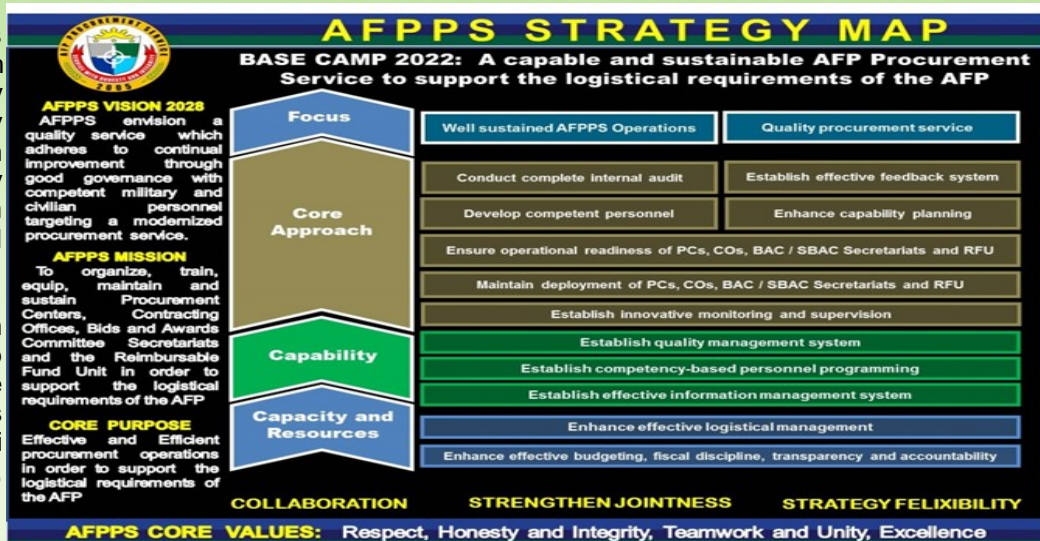 AFPPS STRATEGY MAP
BASE CAMP 2022: A capable and sustainable AFP Procurement
Service to support the logistical requirements of the AFP
AFP PROCUREMENT SERVICE
2005
AFPPS VISION 2028
AFPPS envision a
quality service which
adheres to continual
improvement through
good governance with
competent military and
civilian personnel
targeting a modernized
procurement service.
AFPPS MISSION
To organize, train,
equip, maintain and
sustain Procurement
Centers, Contracting
Offices, Bids and Awards
Committee Secretariats
and the Reimbursable
Fund Unit in order to
support the logistical
requirements of the AFP
CORE PURPOSE
Effective and Efficient
procurement operations
in order to support the
logistical requirements of
the AFP
Focus
Well sustained AFPPS Operations
Quality procurement service
Core
Approach
Conduct complete internal audit
Establish effective feedback system
Develop competent personnel
Enhance capability planning
Ensure operational readiness of PCs, COs, BAC / SBAC Secretariats and RFU
Maintain deployment of PCs, COs, BAC / SBAC Secretariats and RFU
Establish innovative monitoring and supervision
Capability
Establish quality management system
Establish competency-based personnel programming
Establish effective information management system
Capacity and
Resources
Enhance effective logistical management
Enhance effective budgeting, fiscal discipline, transparency and accountability
COLLABORATION
STRENGTHEN JOINTNESS
STRATEGY FELIXIBILITY
AFPPS CORE VALUES: Respect, Honesty and Integrity, Teamwork and Unity, Excellence